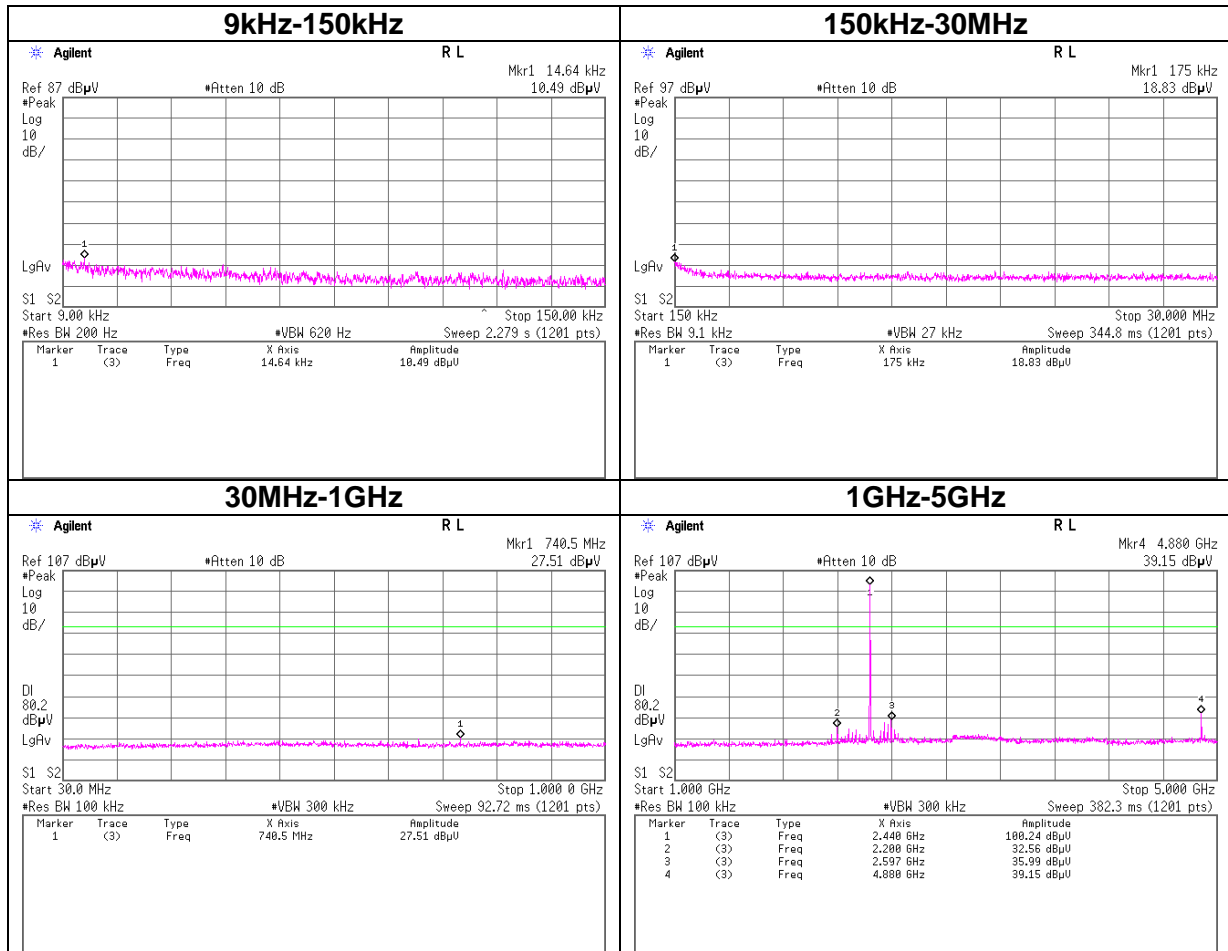 9kHz-150kHz
Agilent R L
Mkr1 14.64 kHz
Ref 87 dBµV #Atten 10 dB 10.49 dBµV
#Peak
Log
10
dB/
1
LgAv
S1 S2
Start 9.00 kHz ^ Stop 150.00 kHz
#Res BW 200 Hz #VBW 620 Hz Sweep 2.279 s (1201 pts)
Marker Trace Type X Axis Amplitude
1 (3) Freq 14.64 kHz 10.49 dBµV
150kHz-30MHz
Agilent R L
Mkr1 175 kHz
Ref 97 dBµV #Atten 10 dB 18.83 dBµV
#Peak
Log
10
dB/
1
LgAv
S1 S2
Start 150 kHz Stop 30.000 MHz
#Res BW 9.1 kHz #VBW 27 kHz Sweep 344.8 ms (1201 pts)
Marker Trace Type X Axis Amplitude
1 (3) Freq 175 kHz 18.83 dBµV
30MHz-1GHz
Agilent R L
Mkr1 740.5 MHz
Ref 107 dBµV #Atten 10 dB 27.51 dBµV
#Peak
Log
10
dB/
DI
80.2
dBµV
1
LgAv
S1 S2
Start 30.0 MHz Stop 1.000 0 GHz
#Res BW 100 kHz #VBW 300 kHz Sweep 92.72 ms (1201 pts)
Marker Trace Type X Axis Amplitude
1 (3) Freq 740.5 MHz 27.51 dBµV
1GHz-5GHz
Agilent R L
Mkr4 4.880 GHz
Ref 107 dBµV #Atten 10 dB 39.15 dBµV
#Peak
Log
10
dB/
1
DI
80.2
dBµV
2 3 4
LgAv
S1 S2
Start 1.000 GHz Stop 5.000 GHz
#Res BW 100 kHz #VBW 300 kHz Sweep 382.3 ms (1201 pts)
Marker Trace Type X Axis Amplitude
1 (3) Freq 2.440 GHz 100.24 dBµV
2 (3) Freq 2.200 GHz 32.56 dBµV
3 (3) Freq 2.597 GHz 35.99 dBµV
4 (3) Freq 4.880 GHz 39.15 dBµV